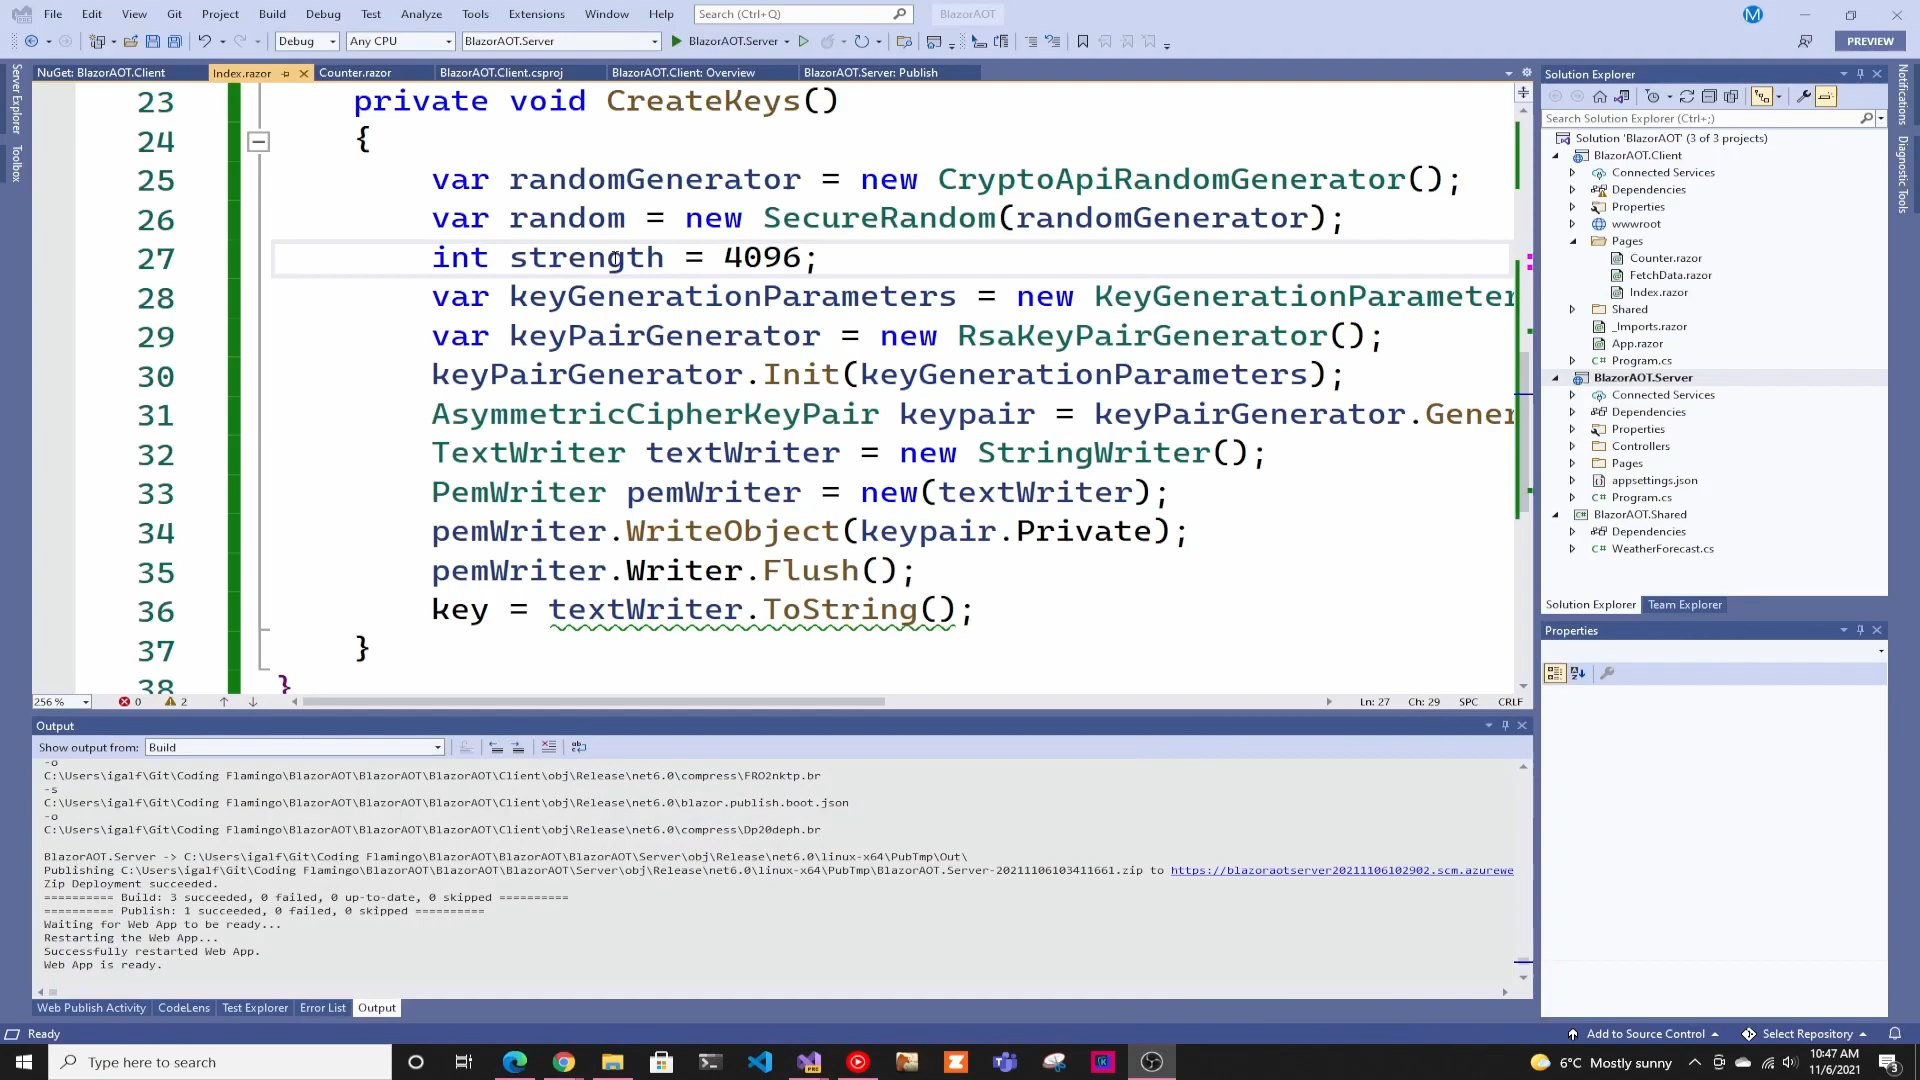 File Edit View Git Project Build Debug Test Analyze Tools Extensions Window Help Search (Ctrl+Q) BlazorAOT M
Debug Any CPU BlazorAOT.Server BlazorAOT.Server PREVIEW
NuGet: BlazorAOT.Client Index.razor Counter.razor BlazorAOT.Client.csproj BlazorAOT.Client: Overview BlazorAOT.Server: Publish
Server Explorer
Toolbox
23 private void CreateKeys()
24 {
25 var randomGenerator = new CryptoApiRandomGenerator();
26 var random = new SecureRandom(randomGenerator);
27 int strength = 4096;
28 var keyGenerationParameters = new KeyGenerationParameter
29 var keyPairGenerator = new RsaKeyPairGenerator();
30 keyPairGenerator.Init(keyGenerationParameters);
31 AsymmetricCipherKeyPair keypair = keyPairGenerator.Gener
32 TextWriter textWriter = new StringWriter();
33 PemWriter pemWriter = new(textWriter);
34 pemWriter.WriteObject(keypair.Private);
35 pemWriter.Writer.Flush();
36 key = textWriter.ToString();
37 }
38 }
256 % 0 2 Ln: 27 Ch: 29 SPC CRLF
Output
Show output from: Build
-o
C:\Users\igalf\Git\Coding Flamingo\BlazorAOT\BlazorAOT\BlazorAOT\Client\obj\Release\net6.0\compress\FRO2nktp.br
-s
C:\Users\igalf\Git\Coding Flamingo\BlazorAOT\BlazorAOT\BlazorAOT\Client\obj\Release\net6.0\blazor.publish.boot.json
-o
C:\Users\igalf\Git\Coding Flamingo\BlazorAOT\BlazorAOT\BlazorAOT\Client\obj\Release\net6.0\compress\Dp20deph.br
BlazorAOT.Server -> C:\Users\igalf\Git\Coding Flamingo\BlazorAOT\BlazorAOT\BlazorAOT\Server\obj\Release\net6.0\linux-x64\PubTmp\Out\
Publishing C:\Users\igalf\Git\Coding Flamingo\BlazorAOT\BlazorAOT\BlazorAOT\Server\obj\Release\net6.0\linux-x64\PubTmp\BlazorAOT.Server-20211106103411661.zip to https://blazoraotserver20211106102902.scm.azurewe
Zip Deployment succeeded.
========== Build: 3 succeeded, 0 failed, 0 up-to-date, 0 skipped ==========
========== Publish: 1 succeeded, 0 failed, 0 skipped ==========
Waiting for Web App to be ready...
Restarting the Web App...
Successfully restarted Web App.
Web App is ready.
Web Publish Activity CodeLens Test Explorer Error List Output
Solution Explorer
Search Solution Explorer (Ctrl+;)
Solution 'BlazorAOT' (3 of 3 projects)
BlazorAOT.Client
Connected Services
Dependencies
Properties
wwwroot
Pages
Counter.razor
FetchData.razor
Index.razor
Shared
_Imports.razor
App.razor
C# Program.cs
BlazorAOT.Server
Connected Services
Dependencies
Properties
Controllers
Pages
appsettings.json
C# Program.cs
C# BlazorAOT.Shared
Dependencies
C# WeatherForecast.cs
Solution Explorer Team Explorer
Properties
Notifications
Diagnostic Tools
Ready Add to Source Control Select Repository
Type here to search 6°C Mostly sunny 10:47 AM
11/6/2021 3